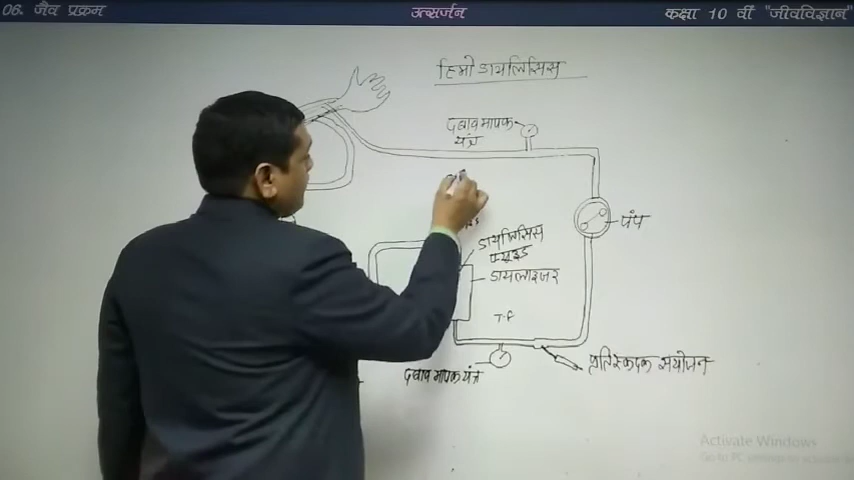 06. जैव प्रक्रम
उत्सर्जन
कक्षा 10 वीं "जीवविज्ञान"
हिमोडायलिसिस
दबाव मापक
यंत्र
पंप
डायलिसिस
फ्यूइड
डायलाइजर
T.F
दबाव मापक यंत्र
प्रतिस्कंदक संयोजन
Activate Windows